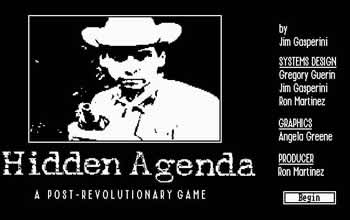 by
Jim Gasperini
SYSTEMS DESIGN
Gregory Guerin
Jim Gasperini
Ron Martinez
GRAPHICS
Angela Greene
PRODUCER
Ron Martinez
Hidden Agenda
A POST-REVOLUTIONARY GAME
Begin